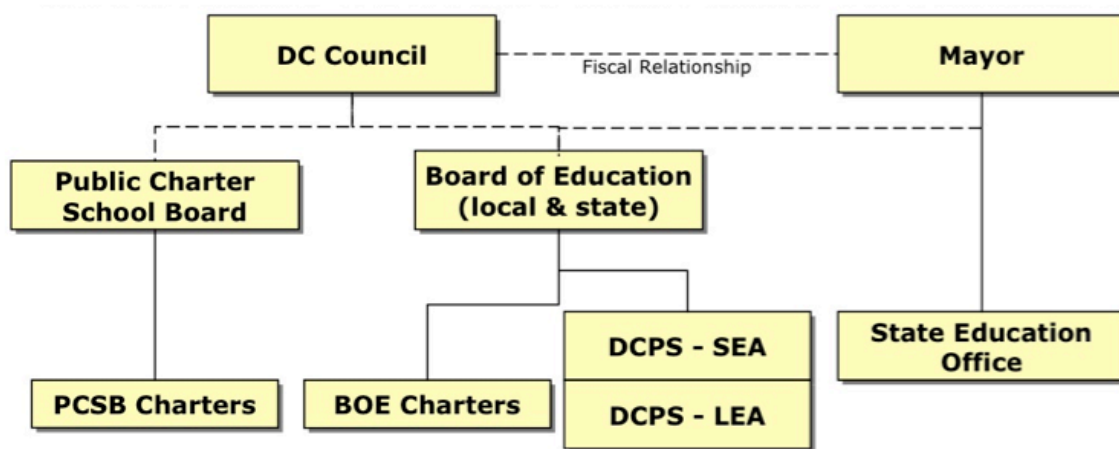 DC Council
Fiscal Relationship
Mayor
Public Charter
School Board
Board of Education
(local & state)
DCPS - SEA
State Education
Office
PCSB Charters
BOE Charters
DCPS - LEA